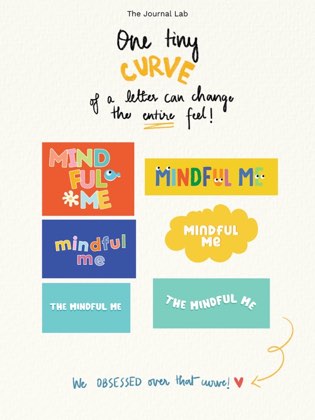 The Journal Lab
One tiny
CURVE
of a letter can change
the entire feel!
MIND
FUL
ME
MINDFUL ME
MINDFUL
Me
mindful
me
THE MINDFUL ME
THE MINDFUL ME
We OBSESSED over that curve!